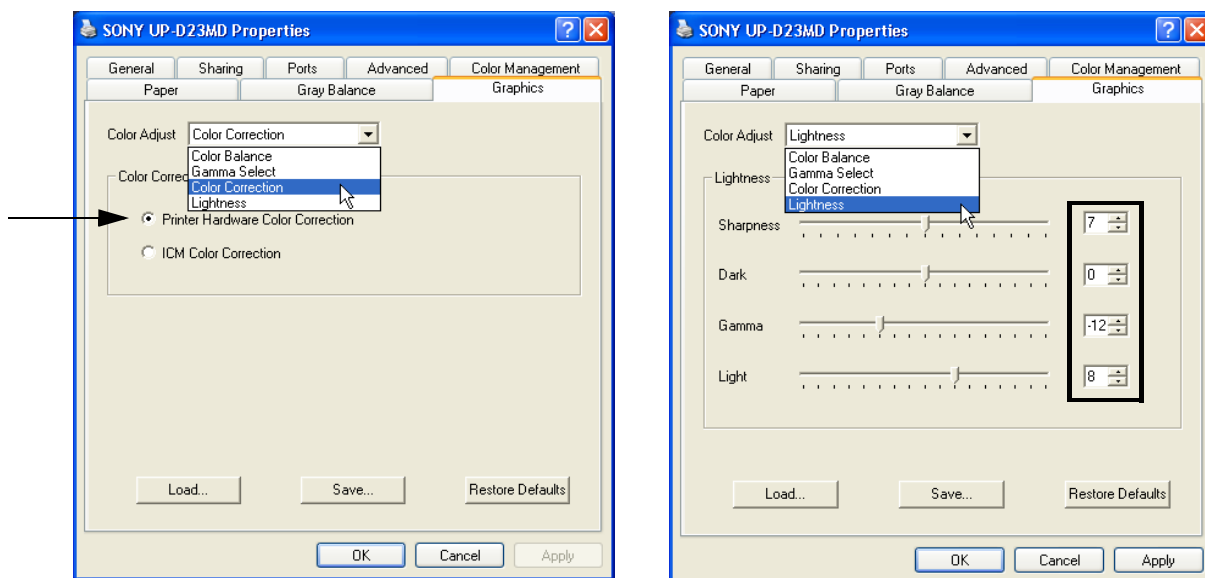 SONY UP-D23MD Properties
General Sharing Ports Advanced Color Management
Paper Gray Balance Graphics
Color Adjust Color Correction
Color Balance
Gamma Select
Color Correction
Lightness
Color Correc
Printer Hardware Color Correction
ICM Color Correction
Load... Save... Restore Defaults
OK Cancel Apply
SONY UP-D23MD Properties
General Sharing Ports Advanced Color Management
Paper Gray Balance Graphics
Color Adjust Lightness
Color Balance
Gamma Select
Color Correction
Lightness
Lightness
Sharpness 7
Dark 0
Gamma -12
Light 8
Load... Save... Restore Defaults
OK Cancel Apply